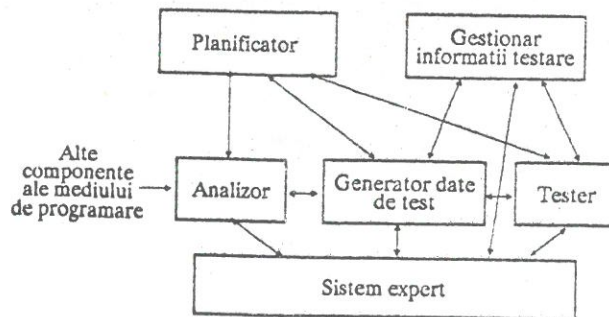 Planificator
Gestionar
informatii testare
Alte
componente
ale mediului
de programare
Analizor
Generator date
de test
Tester
Sistem expert